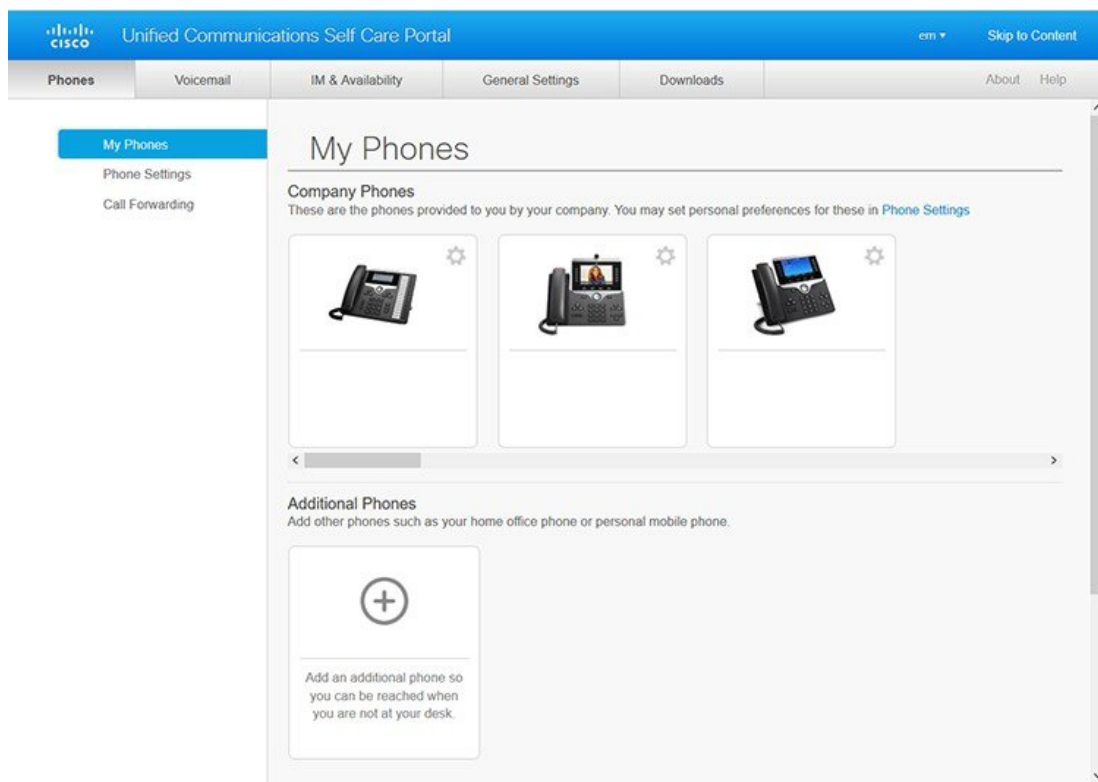 CISCO
Unified Communications Self Care Portal
em
Skip to Content
Phones
Voicemail
IM & Availability
General Settings
Downloads
About
Help
My Phones
Phone Settings
Call Forwarding
My Phones
Company Phones
These are the phones provided to you by your company. You may set personal preferences for these in Phone Settings
Additional Phones
Add other phones such as your home office phone or personal mobile phone.
Add an additional phone so
you can be reached when
you are not at your desk.